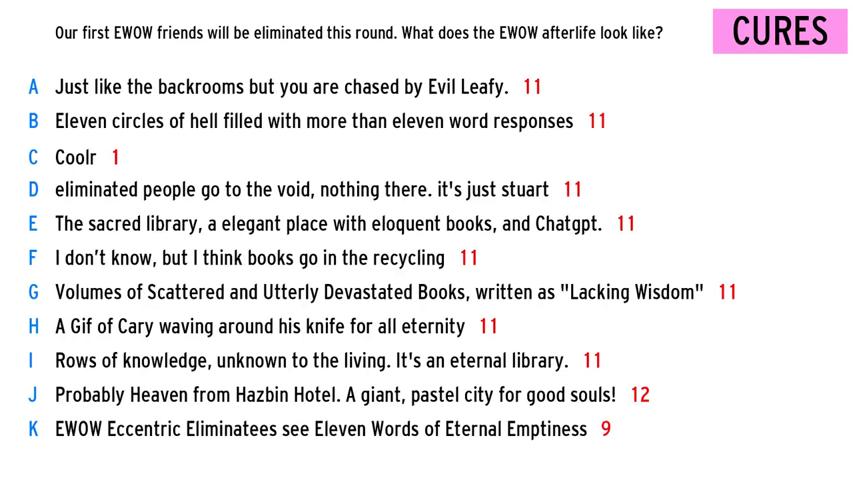 Our first EWOW friends will be eliminated this round. What does the EWOW afterlife look like?
CURES
A Just like the backrooms but you are chased by Evil Leafy. 11
B Eleven circles of hell filled with more than eleven word responses 11
C Coolr 1
D eliminated people go to the void, nothing there. it's just stuart 11
E The sacred library, a elegant place with eloquent books, and Chatgpt. 11
F I don’t know, but I think books go in the recycling 11
G Volumes of Scattered and Utterly Devastated Books, written as "Lacking Wisdom" 11
H A Gif of Cary waving around his knife for all eternity 11
I Rows of knowledge, unknown to the living. It's an eternal library. 11
J Probably Heaven from Hazbin Hotel. A giant, pastel city for good souls! 12
K EWOW Eccentric Eliminatees see Eleven Words of Eternal Emptiness 9